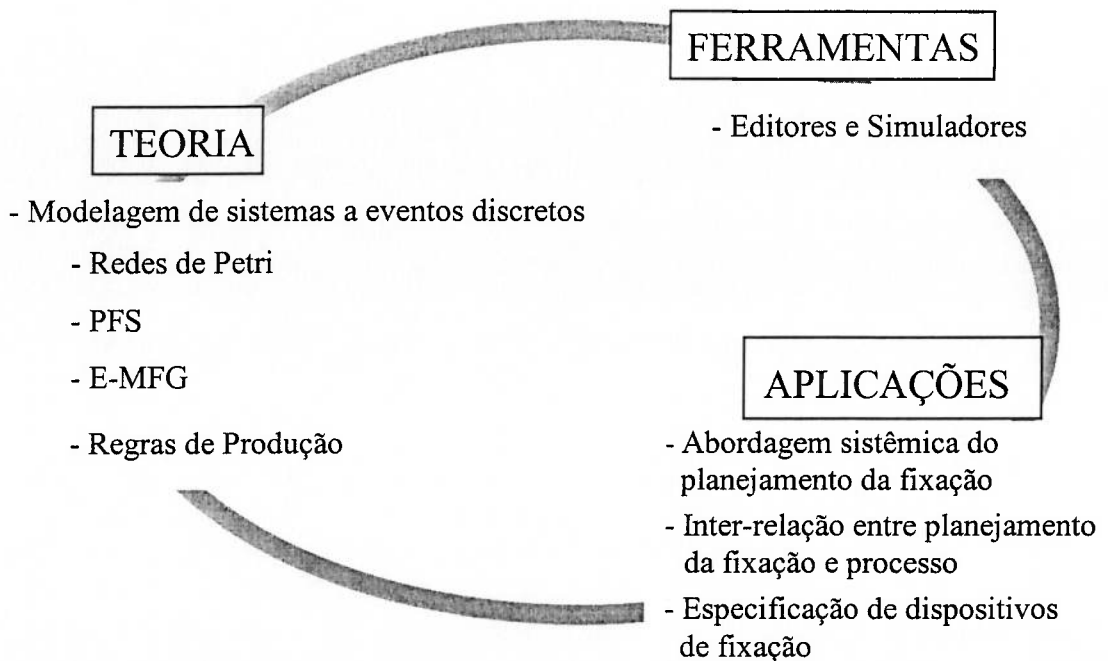 FERRAMENTAS
- Editores e Simuladores
TEORIA
- Modelagem de sistemas a eventos discretos
- Redes de Petri
- PFS
- E-MFG
- Regras de Produção
APLICAÇÕES
- Abordagem sistêmica do
planejamento da fixação
- Inter-relação entre planejamento
da fixação e processo
- Especificação de dispositivos
de fixação